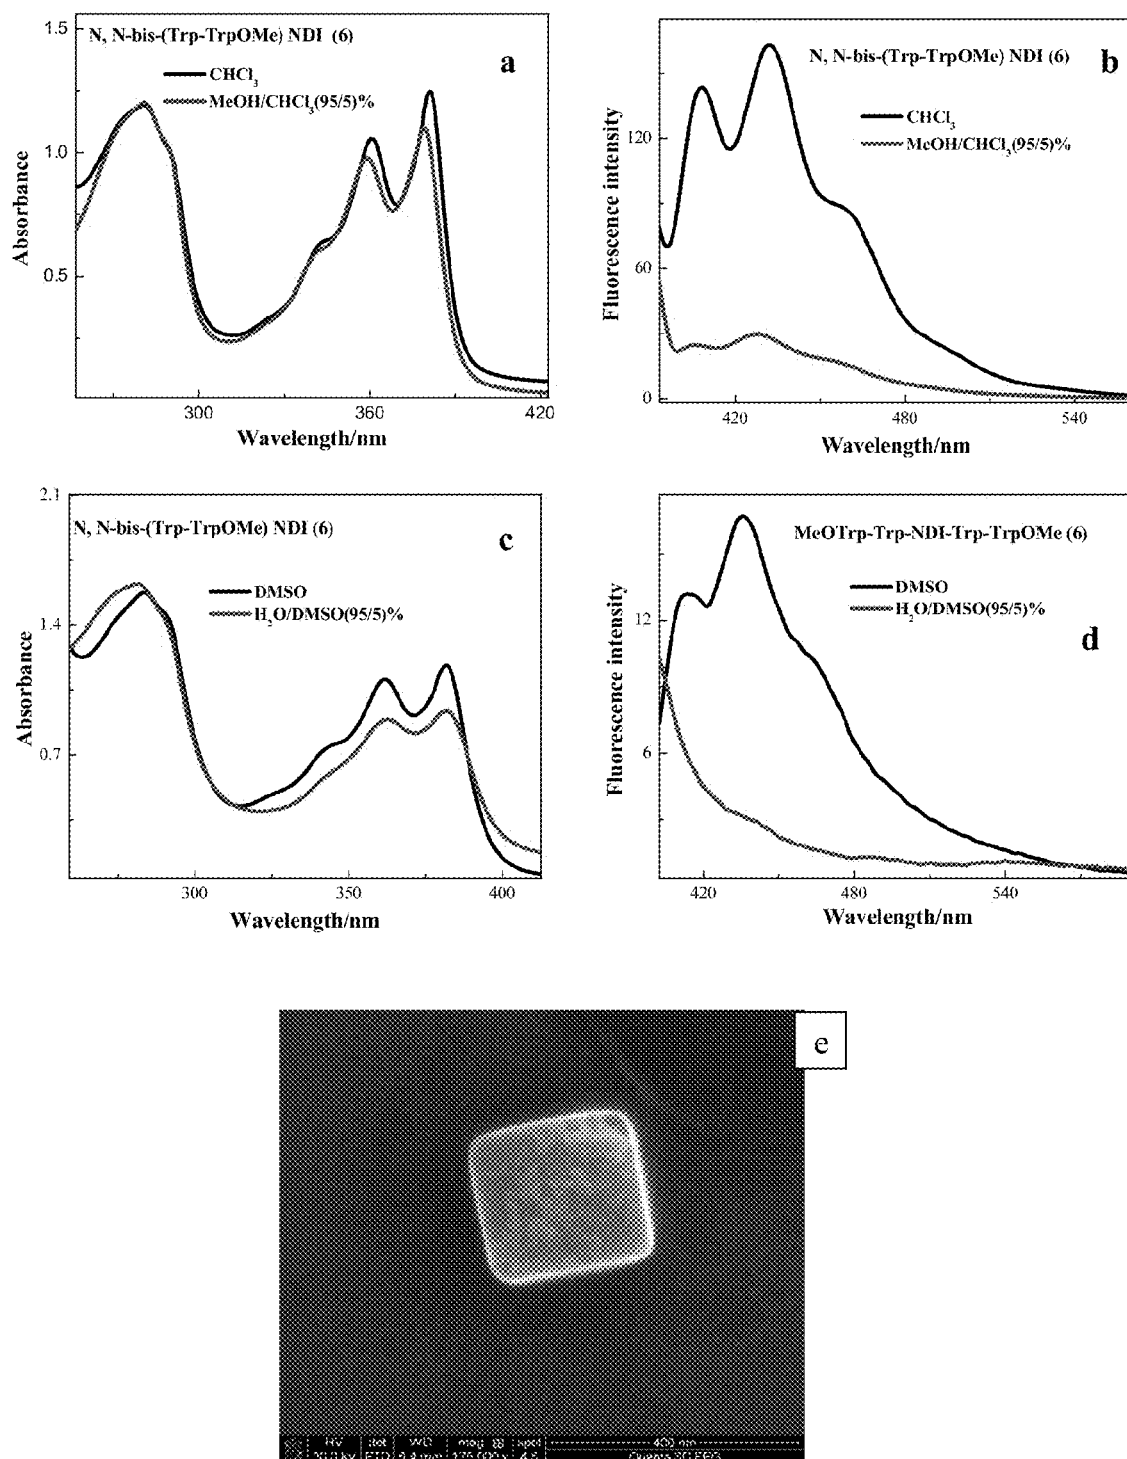 N, N-bis-(Trp-TrpOMe) NDI (6)
a
CHCl3
MeOH/CHCl3(95/5)%
1.5
1.0
0.5
Absorbance
300
360
420
Wavelength/nm
N, N-bis-(Trp-TrpOMe) NDI (6)
b
CHCl3
MeOH/CHCl3(95/5)%
120
60
0
Fluorescence intensity
420
480
540
Wavelength/nm
N, N-bis-(Trp-TrpOMe) NDI (6)
c
DMSO
H2O/DMSO(95/5)%
2.1
1.4
0.7
Absorbance
300
350
400
Wavelength/nm
MeOTrp-Trp-NDI-Trp-TrpOMe (6)
DMSO
H2O/DMSO(95/5)%
d
12
6
Fluorescence intensity
420
480
540
Wavelength/nm
e
HV
WD
mag
spot
400 nm